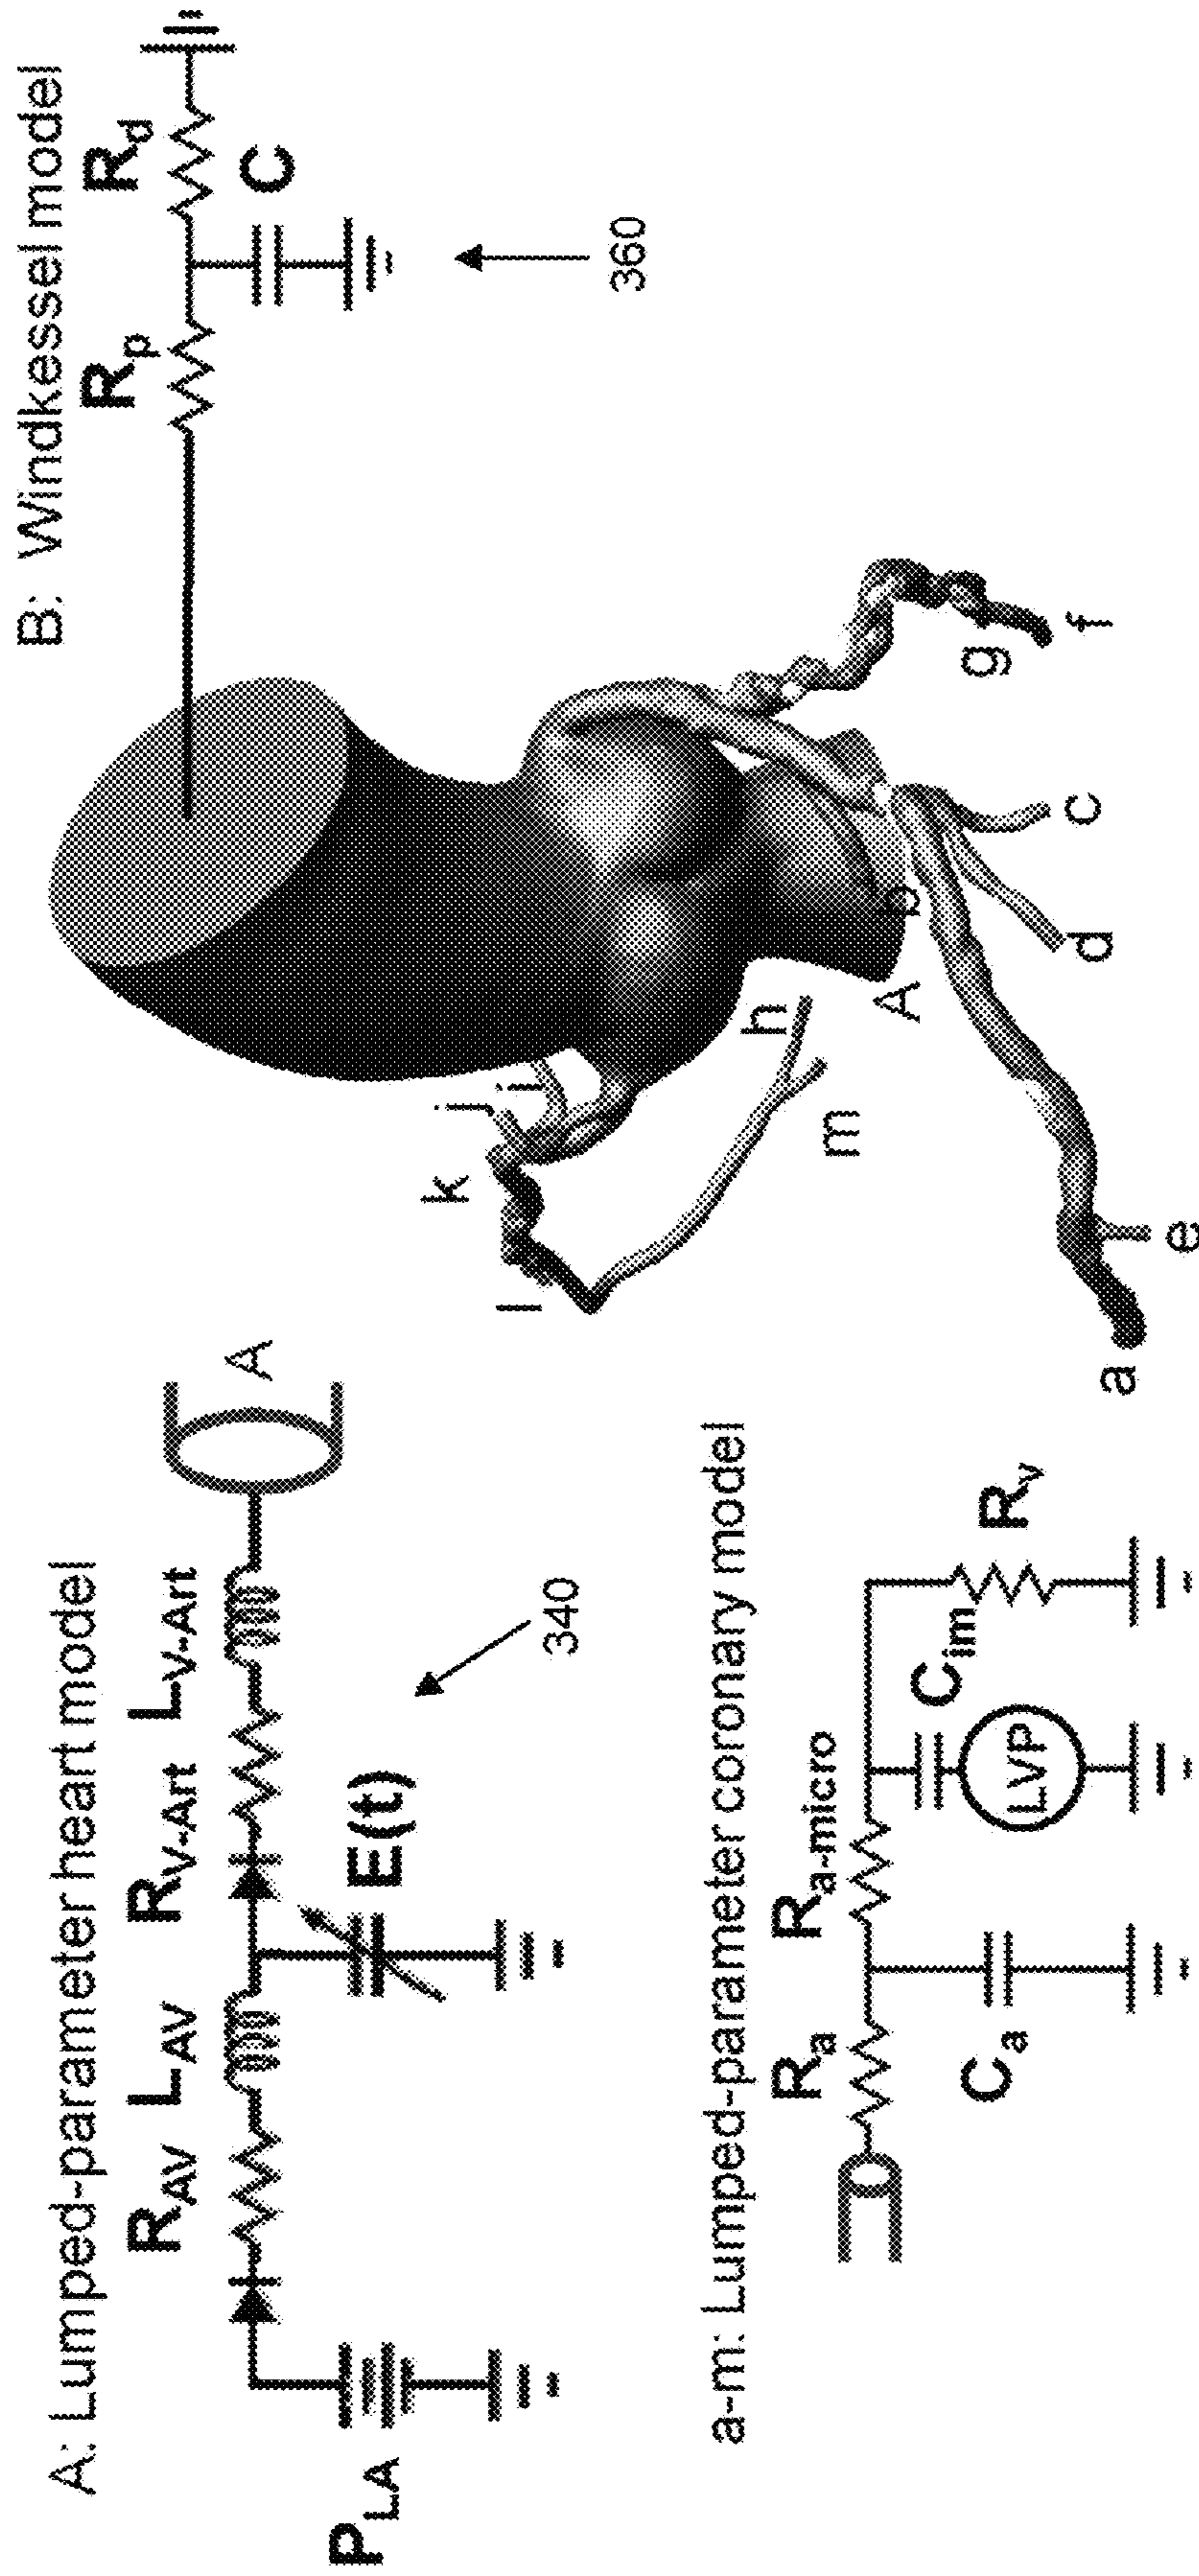 A: Lumped-parameter heart model
R_AV L_AV R_V-Art L_V-Art
P_LA
E(t)
A
340
B: Windkessel model
R_p R_d
C
360
a-m: Lumped-parameter coronary model
R_a R_a-micro
C_a
C_im
LVP
R_v
j
i
k
l
h
m
A
b
g
f
c
d
e
a